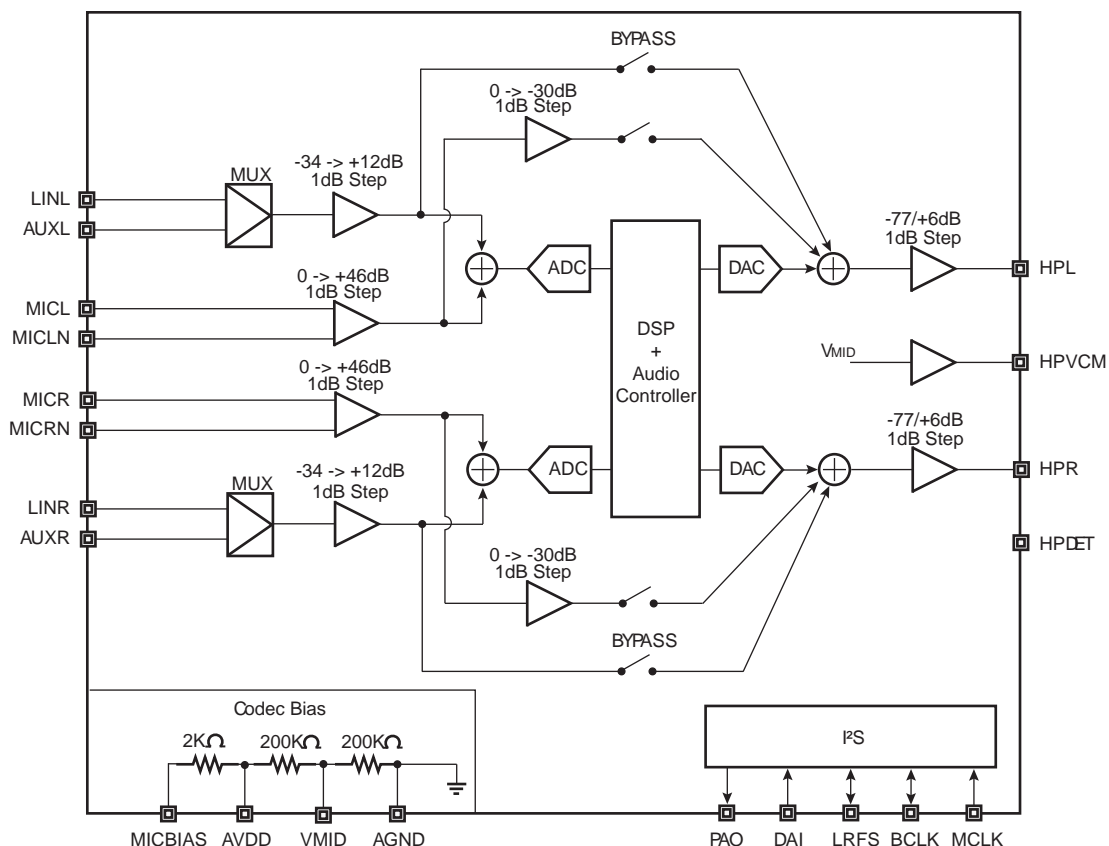 BYPASS
0 -> -30dB
1dB Step
-34 -> +12dB
1dB Step
MUX
LINL
AUXL
-77/+6dB
1dB Step
ADC
DAC
HPL
0 -> +46dB
1dB Step
MICL
MICLN
DSP
+
Audio
Controller
VMID
HPVCM
0 -> +46dB
1dB Step
MICR
MICRN
-77/+6dB
1dB Step
ADC
DAC
HPR
-34 -> +12dB
1dB Step
MUX
LINR
AUXR
HPDET
0 -> -30dB
1dB Step
BYPASS
Codec Bias
2KΩ 200KΩ 200KΩ
I²S
MICBIAS AVDD VMID AGND
PAO DAI LRFS BCLK MCLK